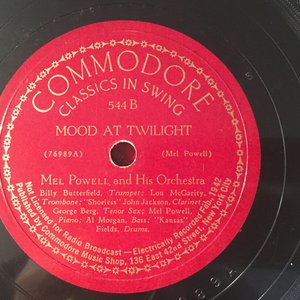 COMMODORE
CLASSICS IN SWING
544 B
MOOD AT TWILIGHT
(76989A) (Mel Powell)
MEL POWELL, and His Orchestra
Billy Butterfield, Trumpet; Lou McGarity,
Trombone; "Shorless" John Jackson, Clarinet;
George Berg, Tenor Sax; Mel Powell,
Piano; Al Morgan, Bass; "Kansas"
Fields, Drums.
Not Licensed for Radio Broadcast—Electrically Recorded 1942
Published by Commodore Music Shop, 136 East 42nd Street, New York City